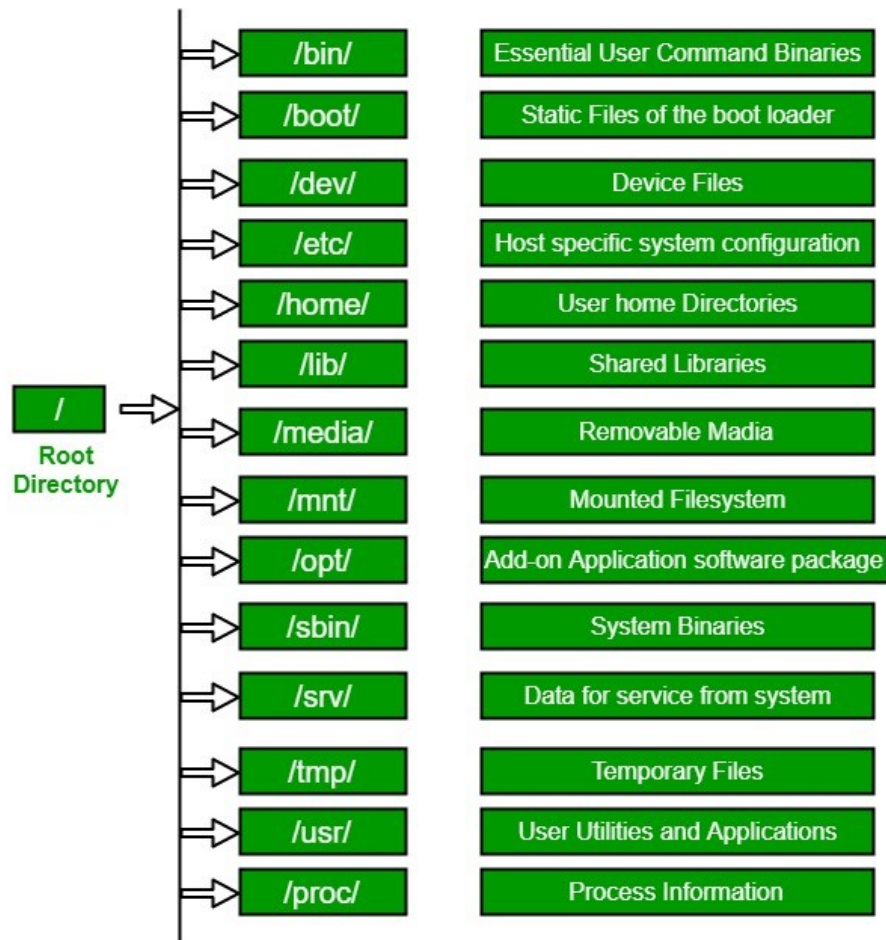 /bin/ Essential User Command Binaries
/boot/ Static Files of the boot loader
/dev/ Device Files
/etc/ Host specific system configuration
/home/ User home Directories
/lib/ Shared Libraries
/
Root
Directory
/media/ Removable Madia
/mnt/ Mounted Filesystem
/opt/ Add-on Application software package
/sbin/ System Binaries
/srv/ Data for service from system
/tmp/ Temporary Files
/usr/ User Utilities and Applications
/proc/ Process Information